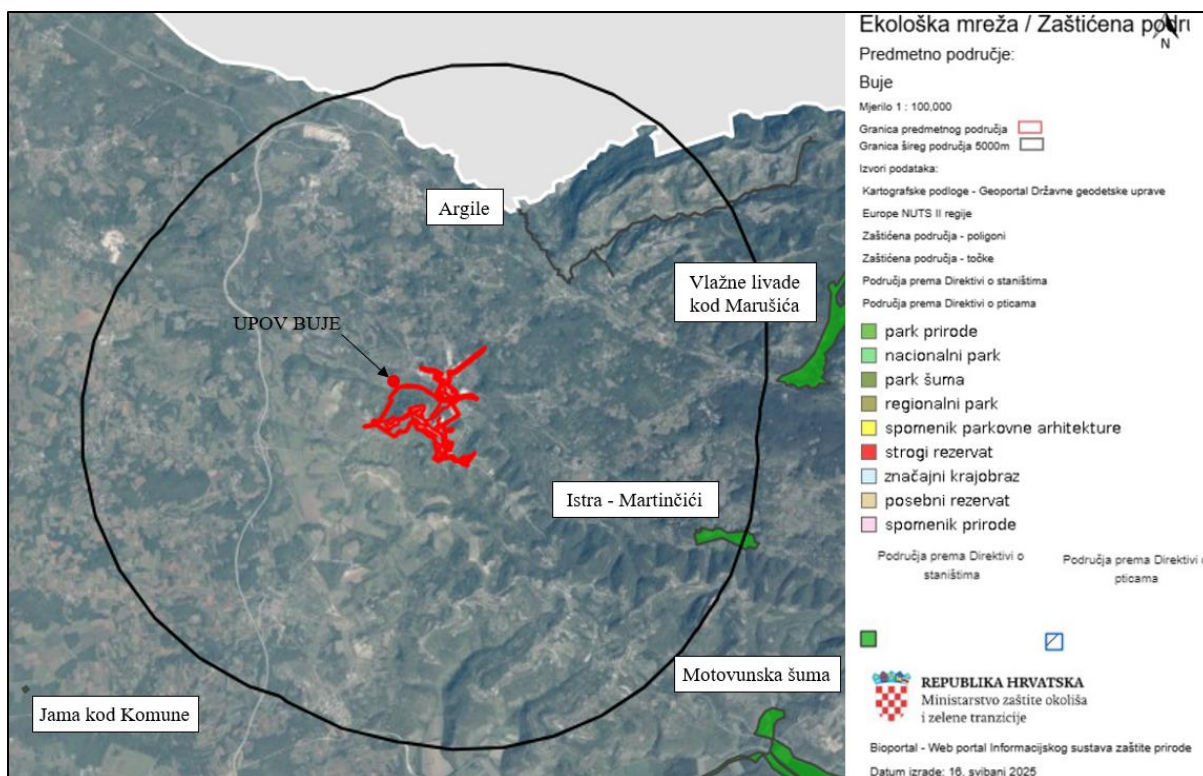 Argile
Vlažne livade
kod Marušića
UPOV BUJE
Istra - Martinčići
Motovunska šuma
Jama kod Komune
Ekološka mreža / Zaštićena
N
Predmetno područje:
Buje
Mjerilo 1 : 100,000
Granica predmetnog područja
Granica šireg područja 5000m
Izvori podataka:
Kartografske podloge - Geoportal Državne geodetske uprave
Europe NUTS II regije
Zaštićena područja - poligoni
Zaštićena područja - točke
Područja prema Direktivi o staništima
Područja prema Direktivi o pticama
park prirode
nacionalni park
park šuma
regionalni park
spomenik parkovne arhitekture
strogi rezervat
značajni krajobraz
posebni rezervat
spomenik prirode
Područja prema Direktivi o
staništima
Područja prema Direktivi
pticama
REPUBLIKA HRVATSKA
Ministarstvo zaštite okoliša
i zelene tranzicije
Bioportal - Web portal Informacijskog sustava zaštite prirode
Datum izrade: 16. svibanj 2025